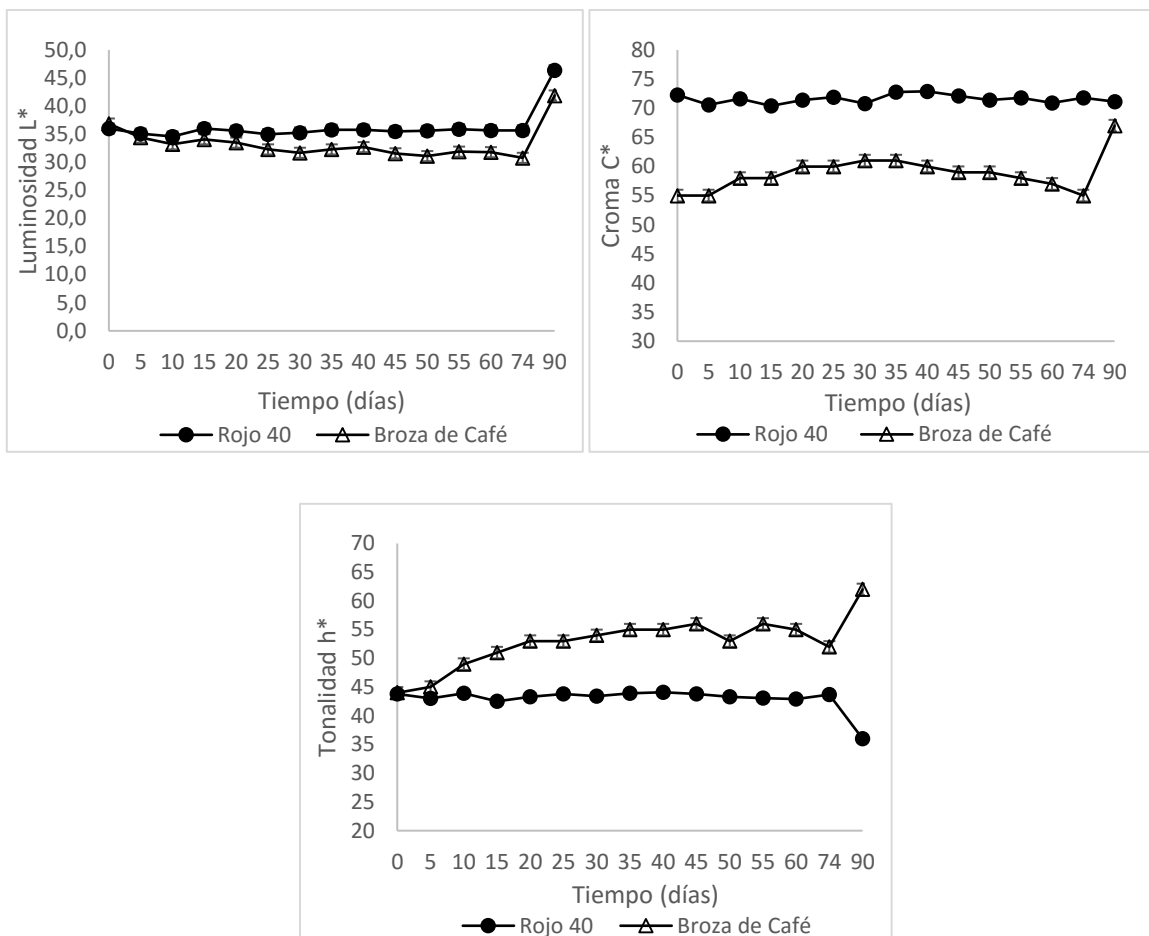 Luminosidad L*
50,0
45,0
40,0
35,0
30,0
25,0
20,0
15,0
10,0
5,0
0,0
0 5 10 15 20 25 30 35 40 45 50 55 60 74 90
Tiempo (días)
Rojo 40 Broza de Café
Croma C*
80
75
70
65
60
55
50
45
40
35
30
0 5 10 15 20 25 30 35 40 45 50 55 60 74 90
Tiempo (días)
Rojo 40 Broza de Café
Tonalidad h*
70
65
60
55
50
45
40
35
30
25
20
0 5 10 15 20 25 30 35 40 45 50 55 60 74 90
Tiempo (días)
Rojo 40 Broza de Café